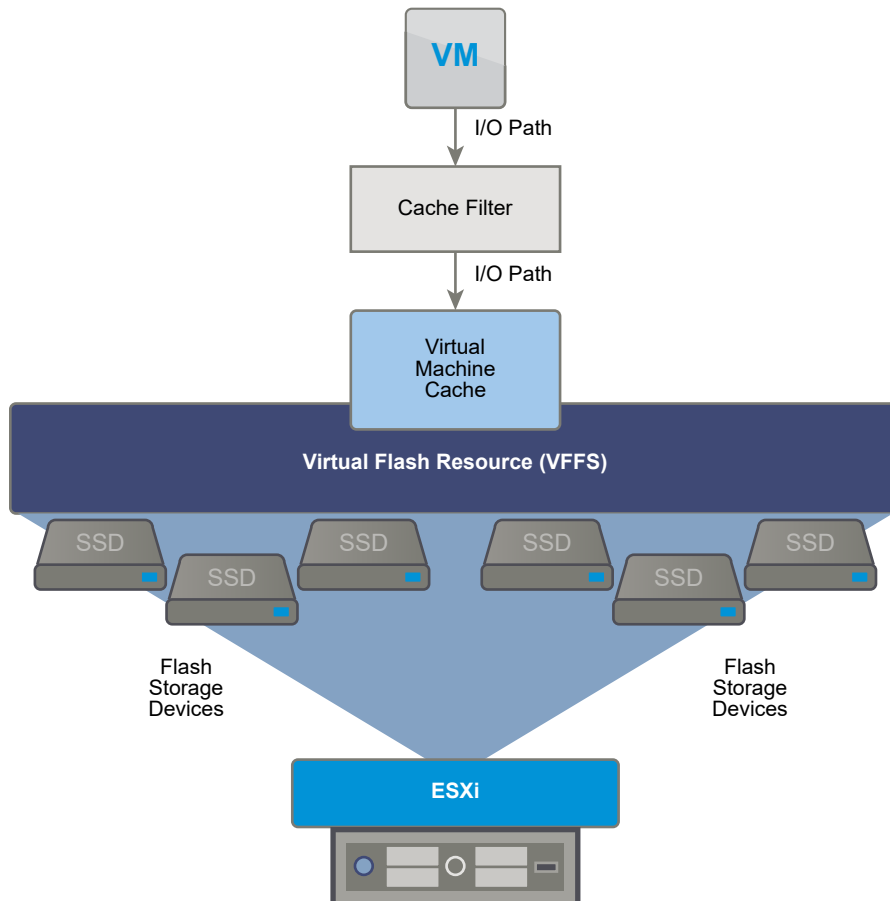 VM
I/O Path
Cache Filter
I/O Path
Virtual
Machine
Cache
Virtual Flash Resource (VFFS)
SSD
SSD
SSD
SSD
SSD
SSD
Flash
Storage
Devices
Flash
Storage
Devices
ESXi